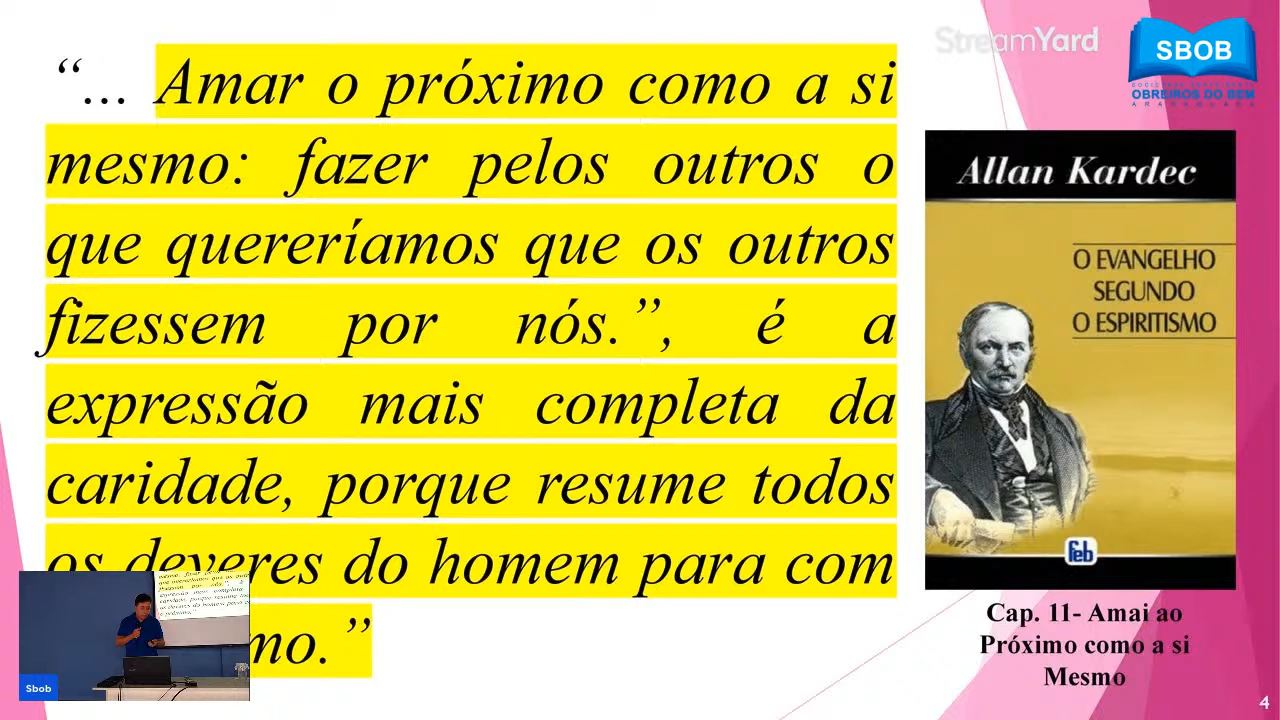 “... Amar o próximo como a si
mesmo: fazer pelos outros o
que quereríamos que os outros
fizessem por nós.”, é a
expressão mais completa da
caridade, porque resume todos
os deveres do homem para com
mo.”
StreamYard
SBOB
OBREIROS DO BEM
ARARAQUARA
Allan Kardec
O EVANGELHO
SEGUNDO
O ESPIRITISMO
feb
Cap. 11- Amai ao
Próximo como a si
Mesmo
Sbob
4